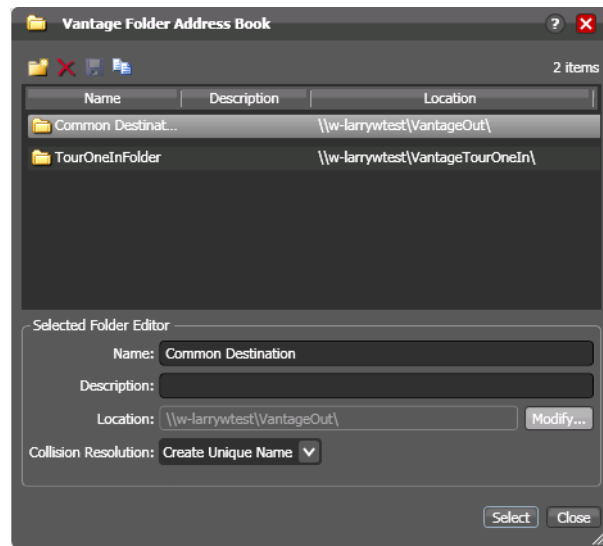 Vantage Folder Address Book
2 items
Name Description Location
Common Destinat... \\w-larrywtest\VantageOut\
TourOneInFolder \\w-larrywtest\VantageTourOneIn\
Selected Folder Editor
Name: Common Destination
Description:
Location: \\w-larrywtest\VantageOut\ Modify...
Collision Resolution: Create Unique Name
Select Close